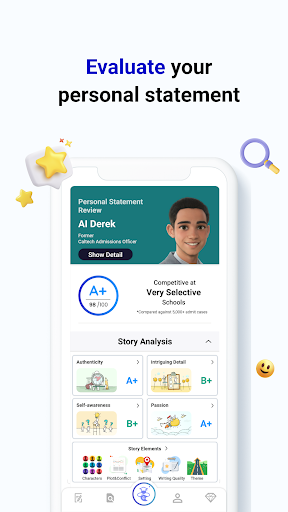 Evaluate your
personal statement
Personal Statement
Review
AI Derek
Former
Caltech Admissions Officer
Show Detail
A+
98 /100
Competitive at
Very Selective
Schools
*Compared against 5,000+ admit cases
Story Analysis
Authenticity
A+
Intriguing Detail
B+
Self-awareness
B+
Passion
A+
Story Elements
Characters
Plot&Conflict
Setting
Writing Quality
Theme